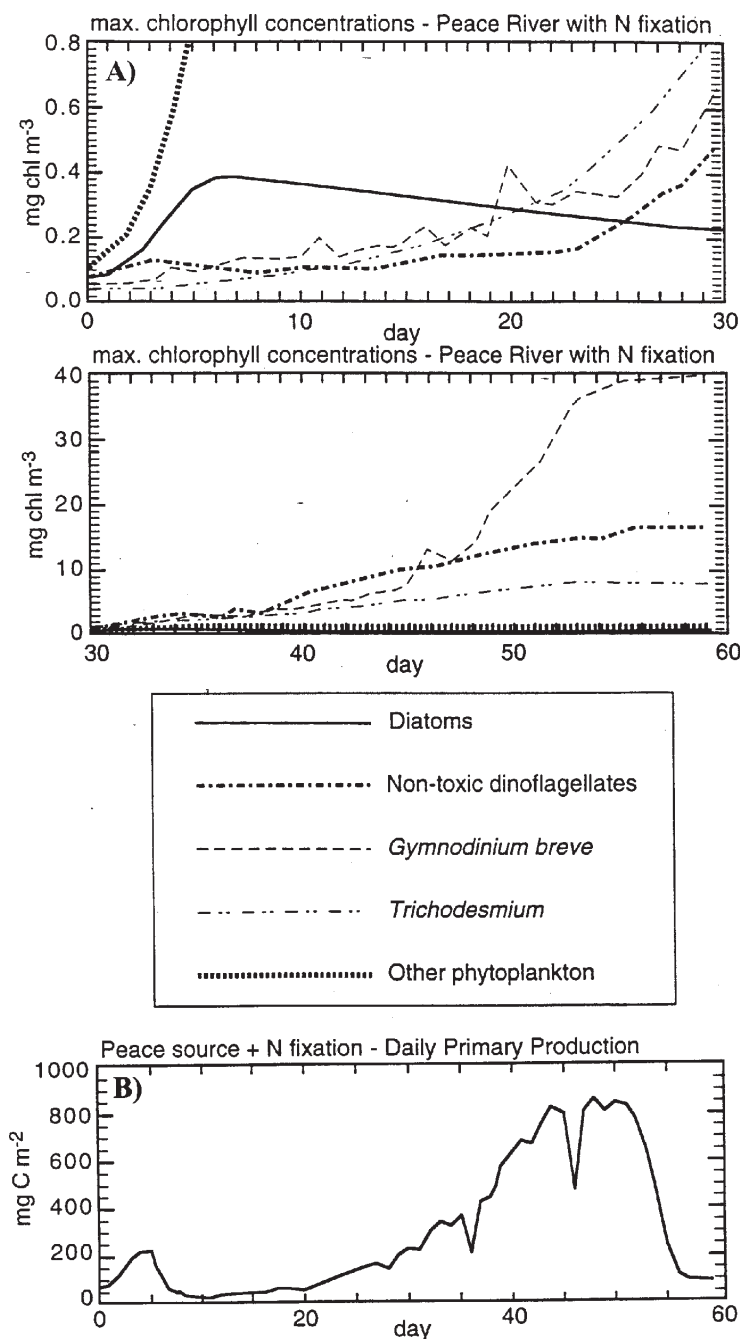 max. chlorophyll concentrations - Peace River with N fixation
A)
0.8
0.6
0.4
0.2
0.0
mg chl m-3
0
10
20
30
day
max. chlorophyll concentrations - Peace River with N fixation
40
30
20
10
0
mg chl m-3
30
40
50
60
day
Diatoms
Non-toxic dinoflagellates
Gymnodinium breve
Trichodesmium
Other phytoplankton
Peace source + N fixation - Daily Primary Production
B)
1000
800
600
400
200
0
mg C m-2
0
20
40
60
day